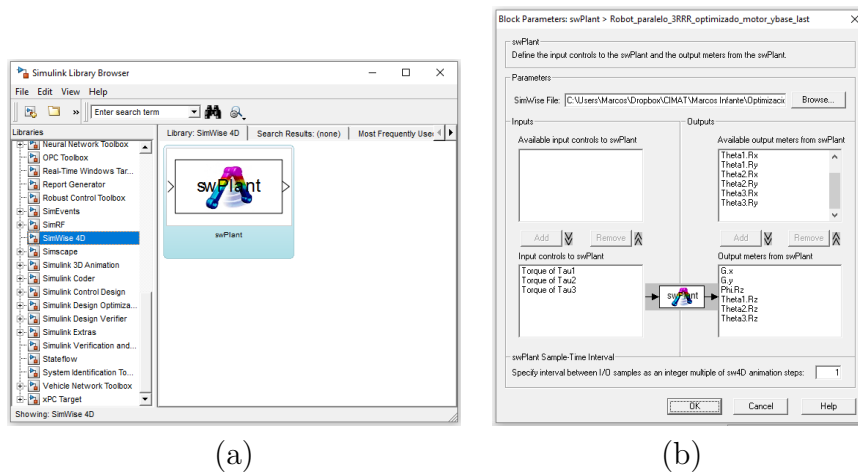 Simulink Library Browser
File Edit View Help
» Enter search term
Libraries
Library: SimWise 4D Search Results: (none) Most Frequently Use
Neural Network Toolbox
OPC Toolbox
Real-Time Windows Tar...
Report Generator
Robust Control Toolbox
SimEvents
SimRF
SimWise 4D
Simscape
Simulink 3D Animation
Simulink Coder
Simulink Control Design
Simulink Design Optimiza...
Simulink Design Verifier
Simulink Extras
Simulink Verification and...
Stateflow
System Identification To...
Vehicle Network Toolbox
xPC Target
swPlant
swPlant
Showing: SimWise 4D
(a)
Block Parameters: swPlant > Robot_paralelo_3RRR_optimizado_motor_ybase_last
swPlant
Define the input controls to the swPlant and the output meters from the swPlant.
Parameters
SimWise File: C:\Users\Marcos\Dropbox\CIMAT\Marcos Infante\Optimizaci Browse...
Inputs
Available input controls to swPlant
Add Remove
Input controls to swPlant
Torque of Tau1
Torque of Tau2
Torque of Tau3
swPlant
Outputs
Available output meters from swPlant
Theta1.Rx
Theta1.Ry
Theta2.Rx
Theta2.Ry
Theta3.Rx
Theta3.Ry
Add Remove
Output meters from swPlant
G.x
G.y
Phi.Rz
Theta1.Rz
Theta2.Rz
Theta3.Rz
swPlant Sample-Time Interval
Specify interval between I/O samples as an integer multiple of sw4D animation steps: 1
OK Cancel Help
(b)